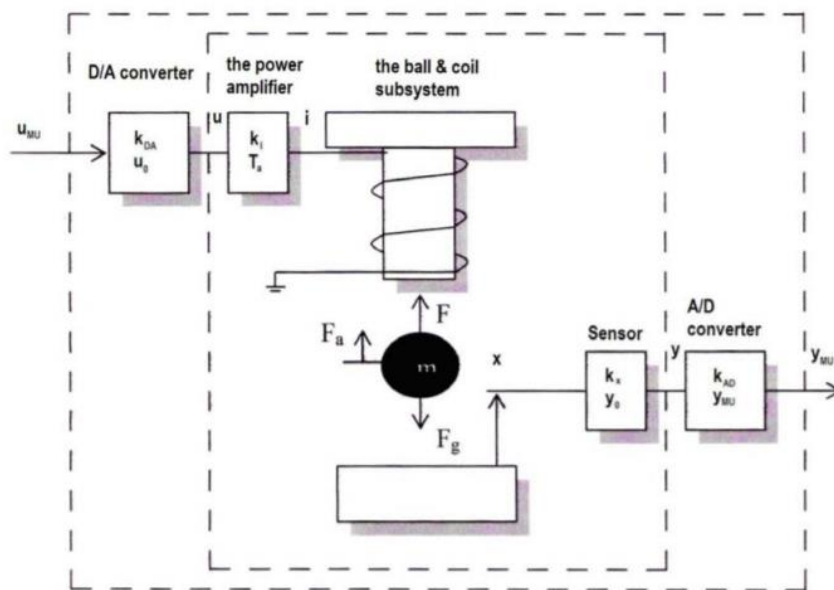 D/A converter
the power
amplifier
the ball & coil
subsystem
u_MU
k_DA
u_0
u
k_i
T_a
i
F
F_a
m
F_g
x
Sensor
k_x
y_0
y
A/D
converter
k_AD
y_MU
y_MU